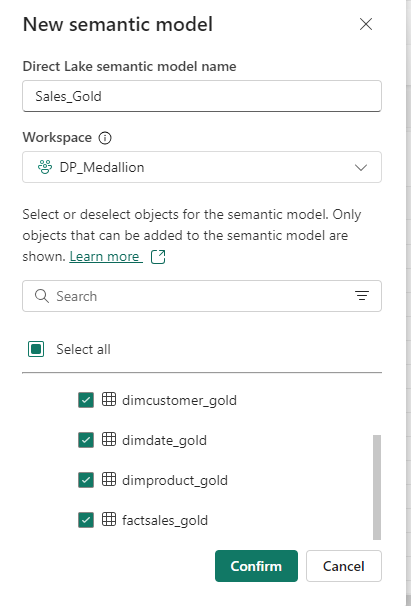 New semantic model
Direct Lake semantic model name
Sales_Gold
Workspace
DP_Medallion
Select or deselect objects for the semantic model. Only
objects that can be added to the semantic model are
shown. Learn more
Search
Select all
dimcustomer_gold
dimdate_gold
dimproduct_gold
factsales_gold
Confirm Cancel